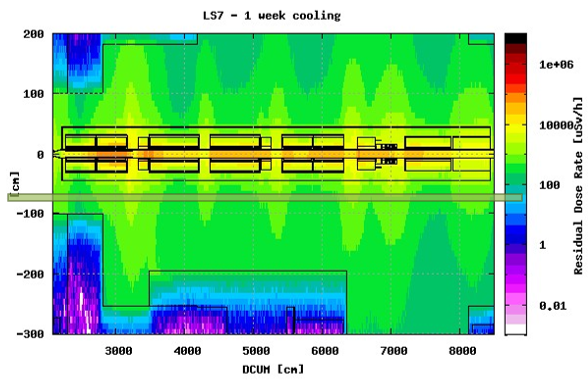 LS7 - 1 week cooling
200
100
0
-100
-200
-300
[cm]
3000 4000 5000 6000 7000 8000
DCUM [cm]
1e+06
10000
100
1
0.01
Residual Dose Rate [uSv/h]